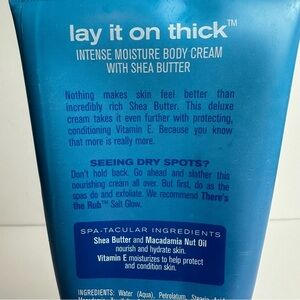 lay it on thick™
INTENSE MOISTURE BODY CREAM
WITH SHEA BUTTER
Nothing makes skin feel better than
incredibly rich Shea Butter. This deluxe
cream takes it even further with protecting,
conditioning Vitamin E. Because you know
that more is really more.
SEEING DRY SPOTS?
Don't hold back. Go ahead and slather this
nourishing cream all over. But first, do as the
spas do and exfoliate. We recommend There's
the Rub™ Salt Glow.
SPA-TACULAR INGREDIENTS
Shea Butter and Macadamia Nut Oil
nourish and hydrate skin.
Vitamin E moisturizes to help protect
and condition skin.
INGREDIENTS: Water (Aqua), Petrolatum, Stearic Acid,